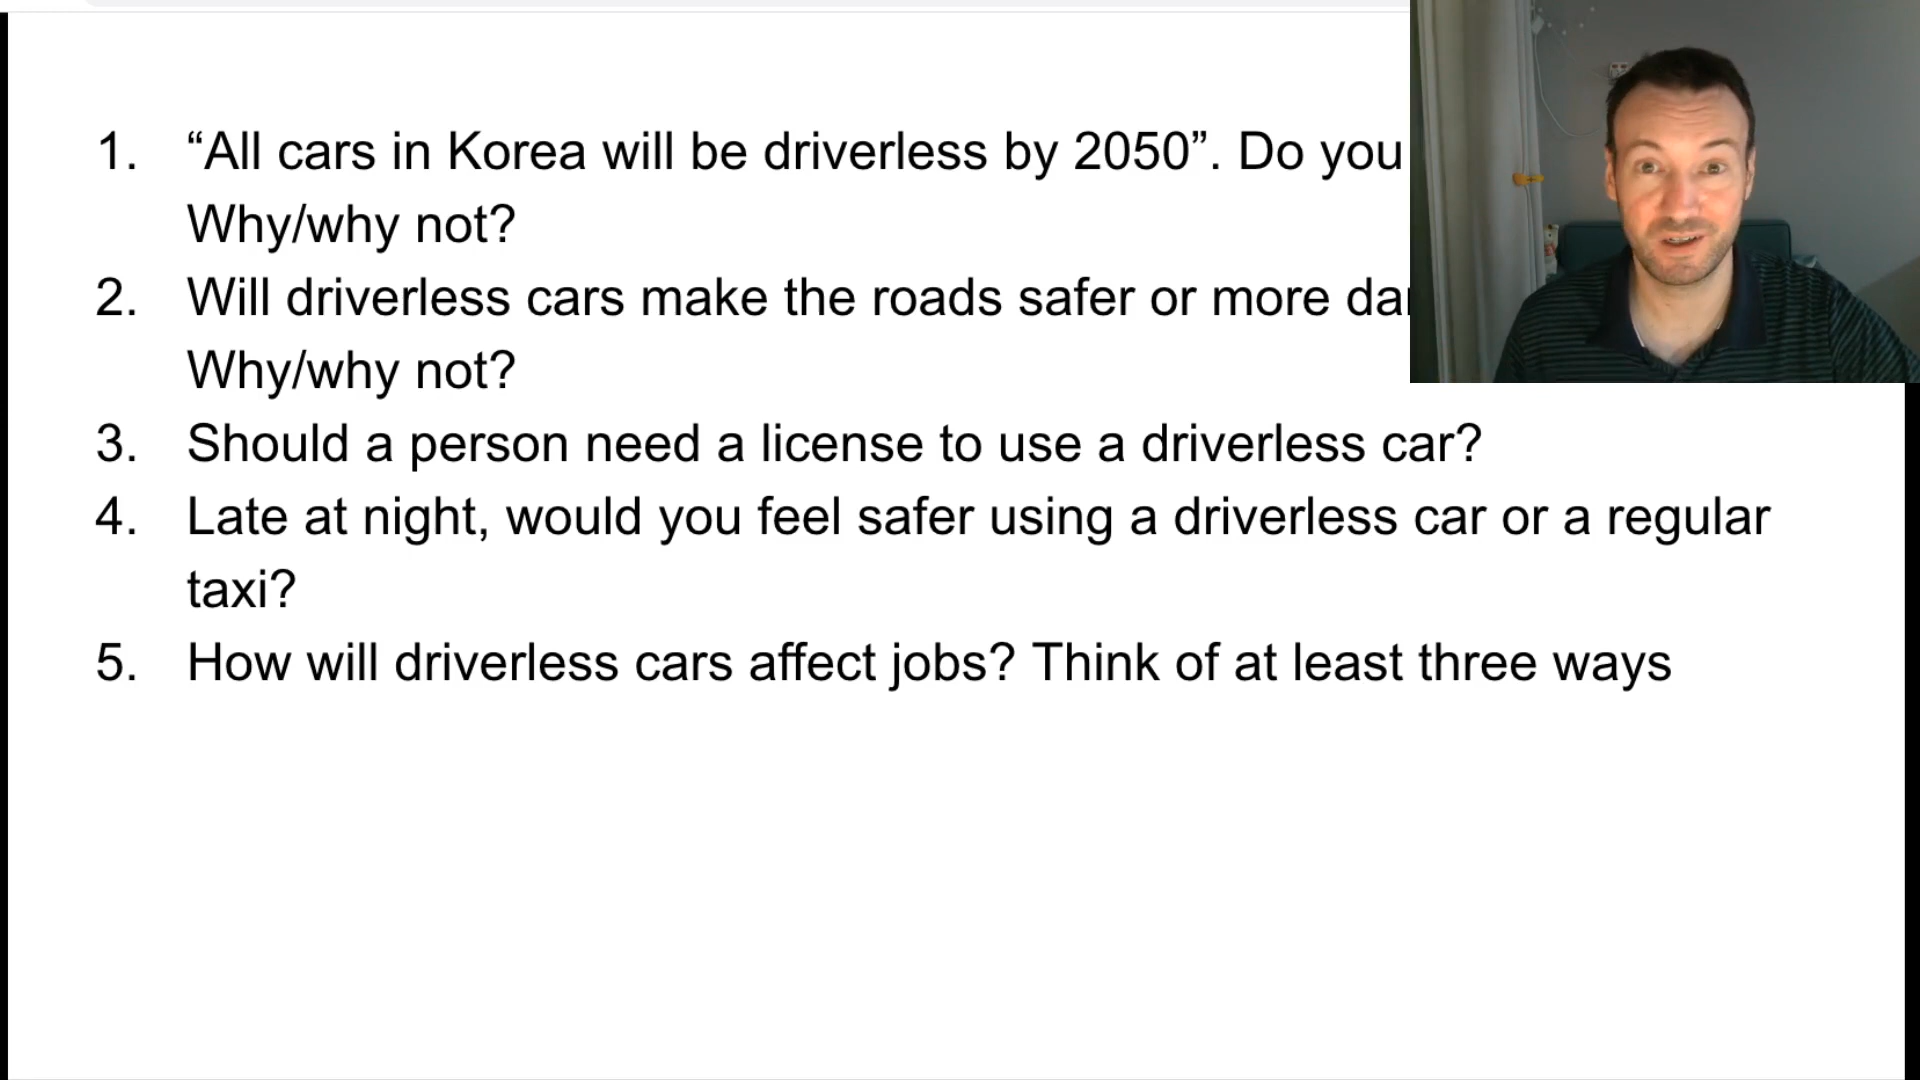 1. “All cars in Korea will be driverless by 2050”. Do you
Why/why not?
2. Will driverless cars make the roads safer or more
Why/why not?
3. Should a person need a license to use a driverless car?
4. Late at night, would you feel safer using a driverless car or a regular
taxi?
5. How will driverless cars affect jobs? Think of at least three ways